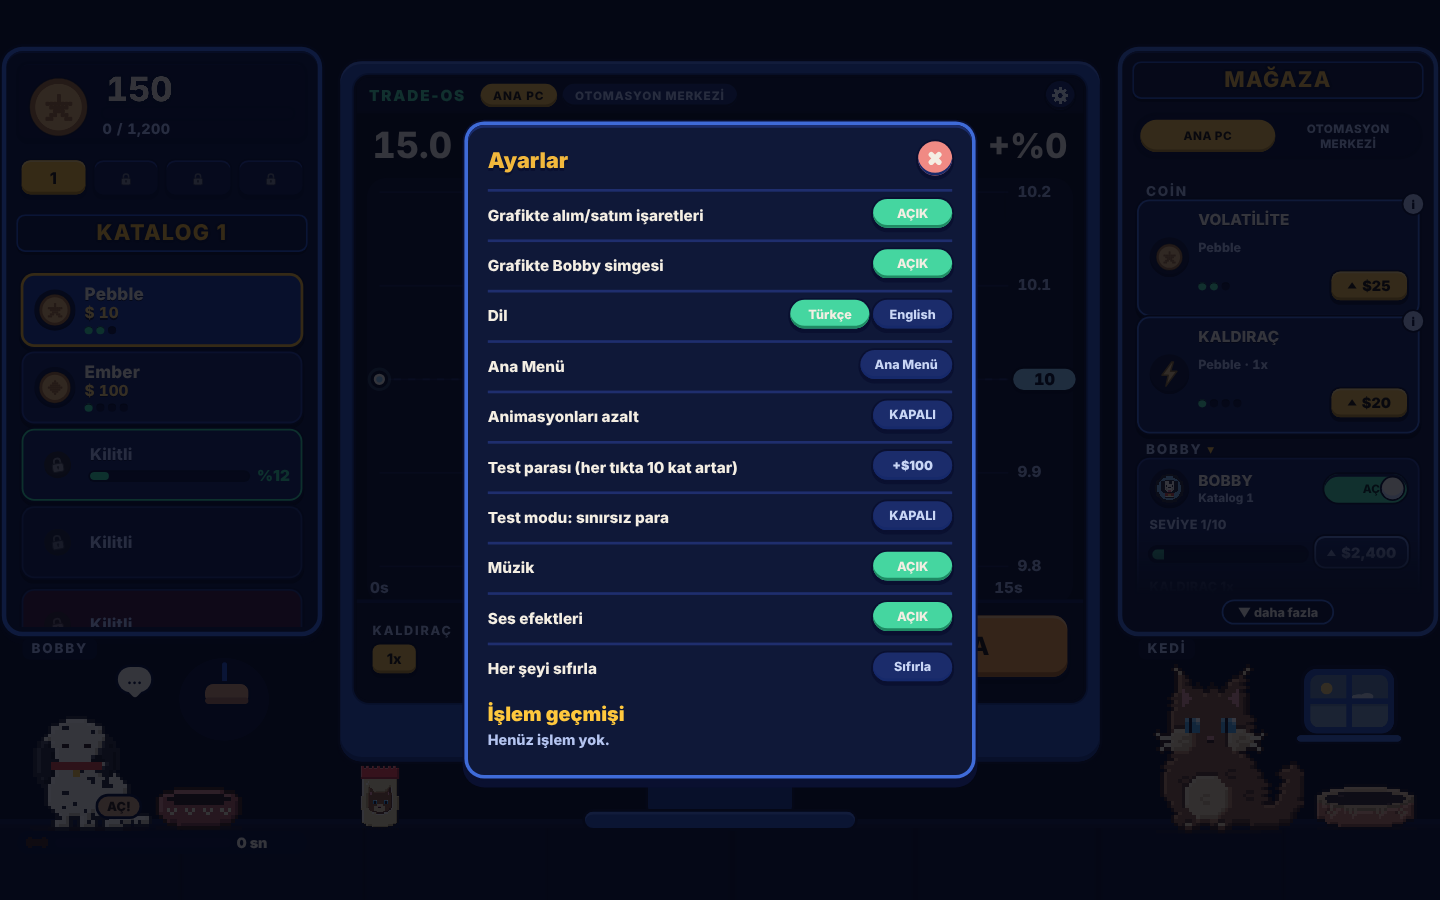 150
0 / 1,200
1
KATALOG 1
Pebble
$ 10
Ember
$ 100
Kilitli
%12
Kilitli
Kilitli
BOBBY
...
AÇ!
0 sn
TRADE-OS
ANA PC
OTOMASYON MERKEZİ
15.0
+%0
10.2
10.1
10
9.9
9.8
0s
15s
KALDIRAÇ
1x
A
Ayarlar
Grafikte alım/satım işaretleri
AÇIK
Grafikte Bobby simgesi
AÇIK
Dil
Türkçe
English
Ana Menü
Ana Menü
Animasyonları azalt
KAPALI
Test parası (her tıkta 10 kat artar)
+$100
Test modu: sınırsız para
KAPALI
Müzik
AÇIK
Ses efektleri
AÇIK
Her şeyi sıfırla
Sıfırla
İşlem geçmişi
Henüz işlem yok.
MAĞAZA
ANA PC
OTOMASYON
MERKEZİ
COİN
i
VOLATİLİTE
Pebble
▲ $25
i
KALDIRAÇ
Pebble · 1x
▲ $20
BOBBY ▼
BOBBY
Katalog 1
AÇ
SEVİYE 1/10
▲ $2,400
▼ daha fazla
KEDİ